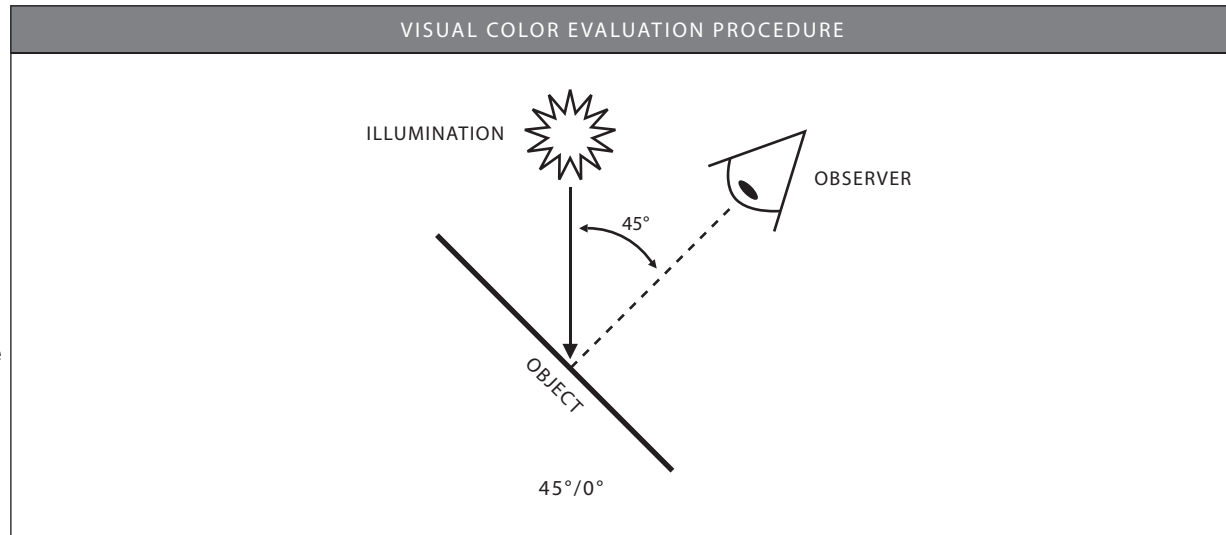 VISUAL COLOR EVALUATION PROCEDURE
ILLUMINATION
OBSERVER
45°
OBJECT
45°/0°